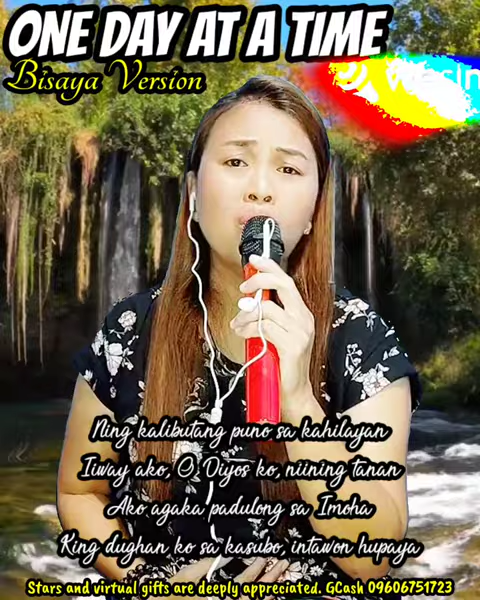 ONE DAY AT A TIME
Bisaya Version
Ning kalibutang puno sa kahilayan
Iiway ako, O Diyos ko, niining tanan
Ako agaka padulong sa Imoha
King dughan ko sa kasubo, intawon hupaya
Stars and virtual gifts are deeply appreciated. GCash 09606751723